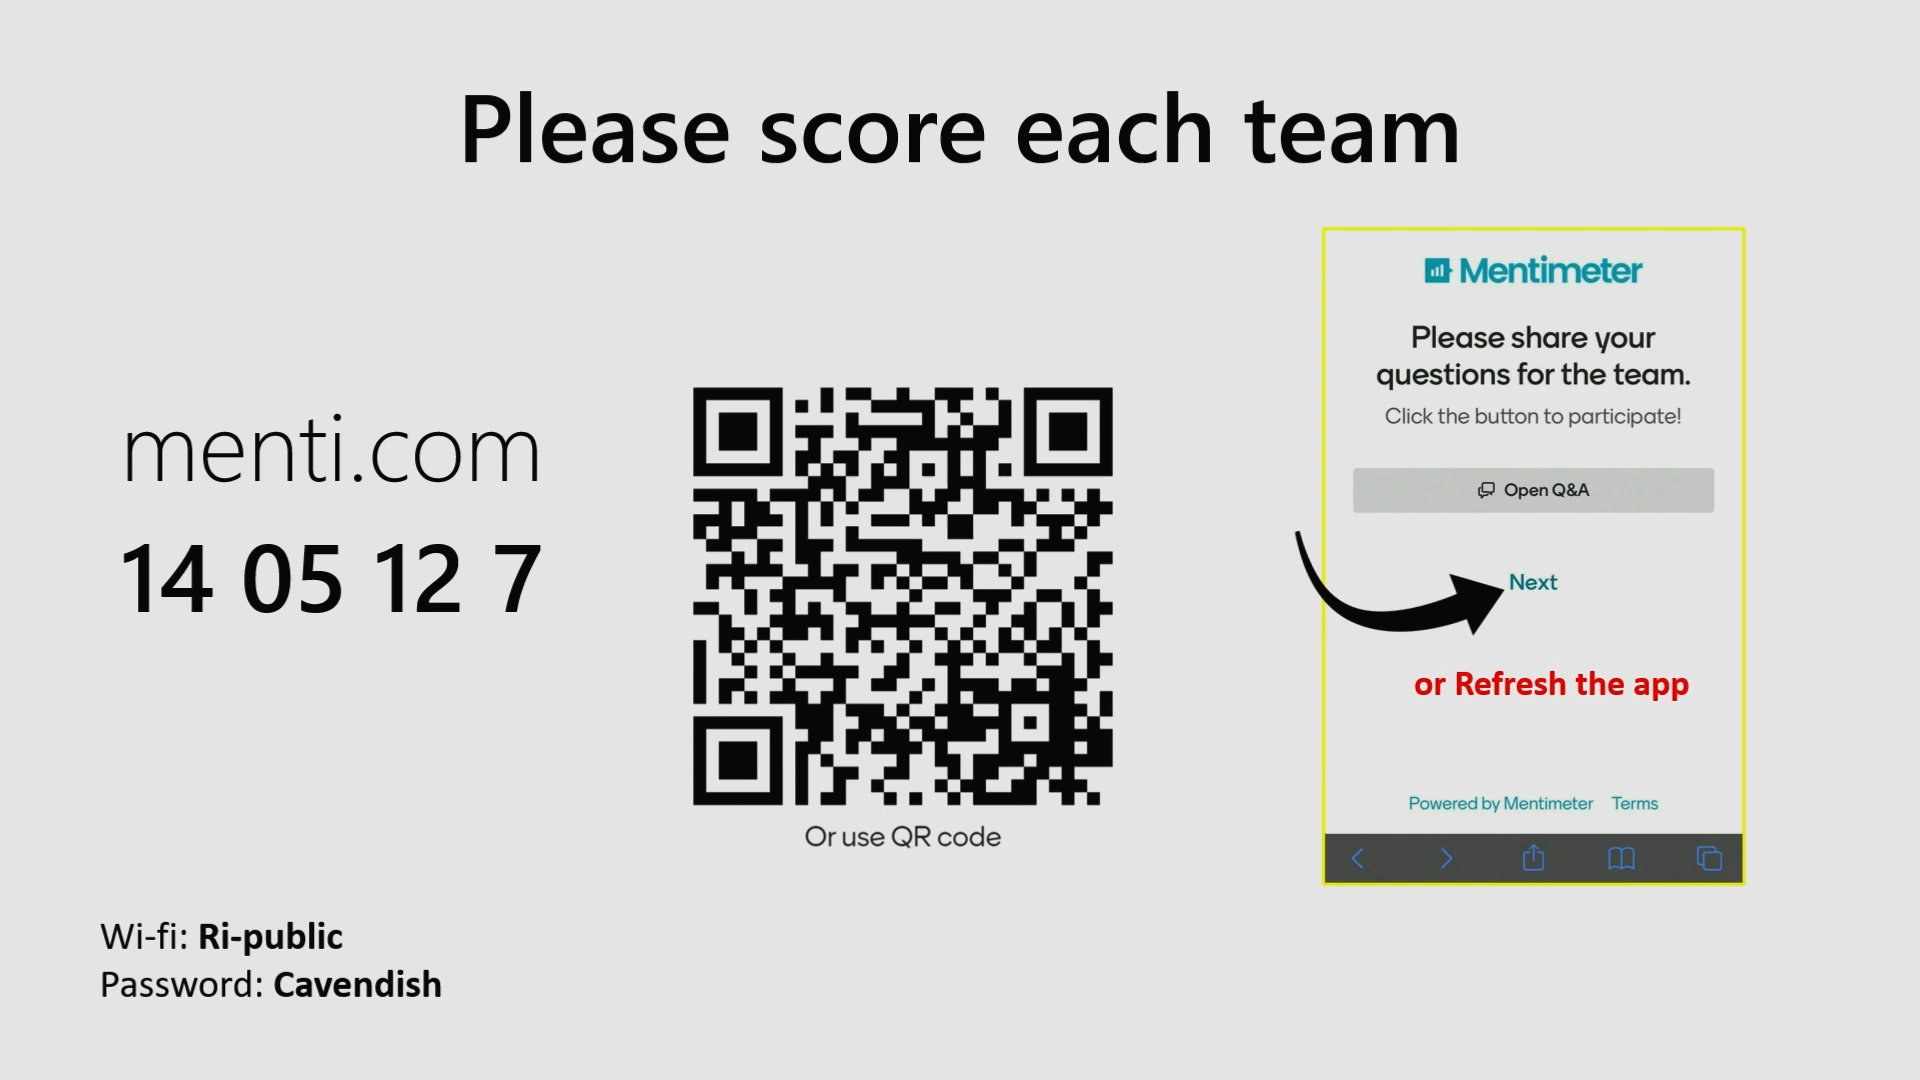 Please score each team
menti.com
14 05 12 7
Or use QR code
Mentimeter
Please share your
questions for the team.
Click the button to participate!
Open Q&A
Next
or Refresh the app
Powered by Mentimeter Terms
Wi-fi: Ri-public
Password: Cavendish